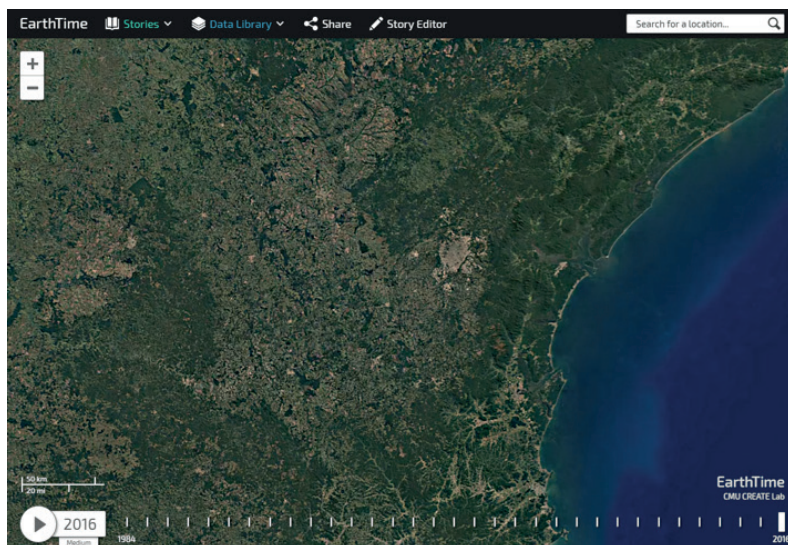 EarthTime Stories Data Library Share Story Editor Search for a location...
+
−
50 km
20 mi
EarthTime
CMU CREATE Lab
2016
Medium
1984
2016